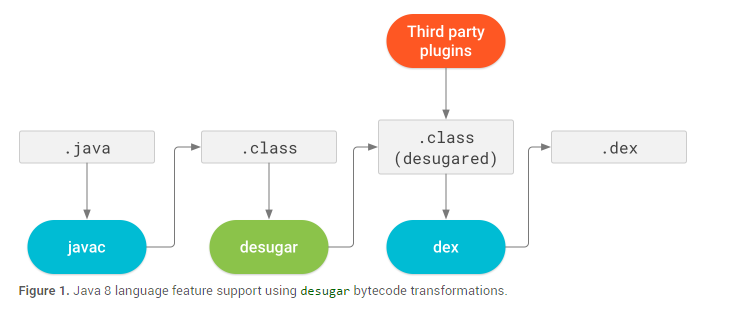 Third party
plugins
.java
.class
.class
(desugared)
.dex
javac
desugar
dex
Figure 1. Java 8 language feature support using desugar bytecode transformations.